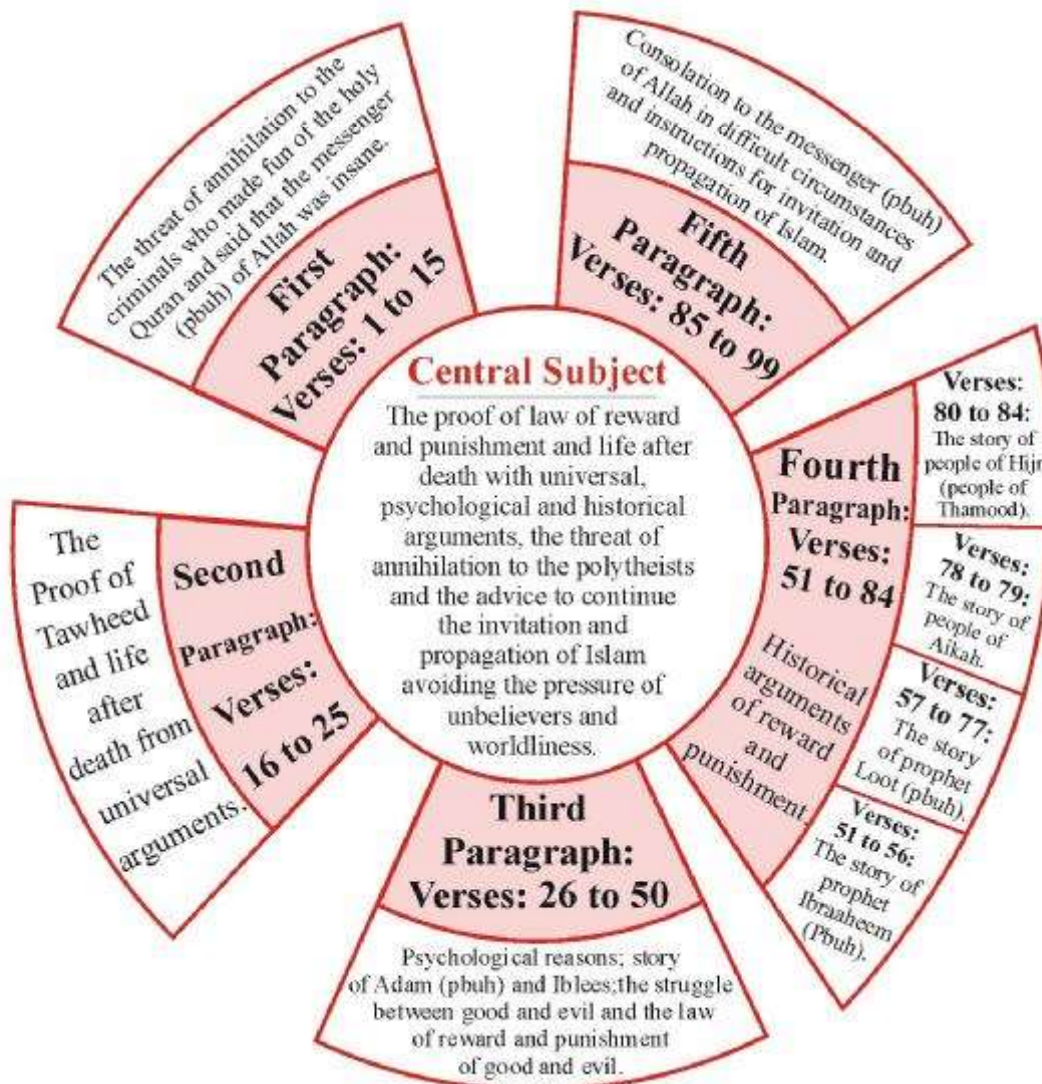 The threat of annihilation to the
criminals who made fun of the holy
Quran and said that the messenger
(pbuh) of Allah was insane.
First
Paragraph:
Verses: 1 to 15
Consolation to the messenger (pbuh)
of Allah in difficult circumstances
and instructions for invitation and
propagation of Islam.
Fifth
Paragraph:
Verses: 85 to 99
Central Subject
The proof of law of reward
and punishment and life after
death with universal,
psychological and historical
arguments, the threat of
annihilation to the polytheists
and the advice to continue
the invitation and
propagation of Islam
avoiding the pressure of
unbelievers and
worldliness.
The
Proof of
Tawheed
and life
after
death from
universal
arguments.
Second
Paragraph:
Verses:
16 to 25
Third
Paragraph:
Verses: 26 to 50
Psychological reasons; story
of Adam (pbuh) and Iblees;the struggle
between good and evil and the law
of reward and punishment
of good and evil.
Fourth
Paragraph:
Verses:
51 to 84
Historical
arguments
of reward
and
punishment.
Verses:
80 to 84:
The story of
people of Hijr
(people of
Thamood).
Verses:
78 to 79:
The story of
people of
Aikah.
Verses:
57 to 77:
The story
of prophet
Loot (pbuh).
Verses:
51 to 56:
The story of
prophet
Ibraaheem
(Pbuh).